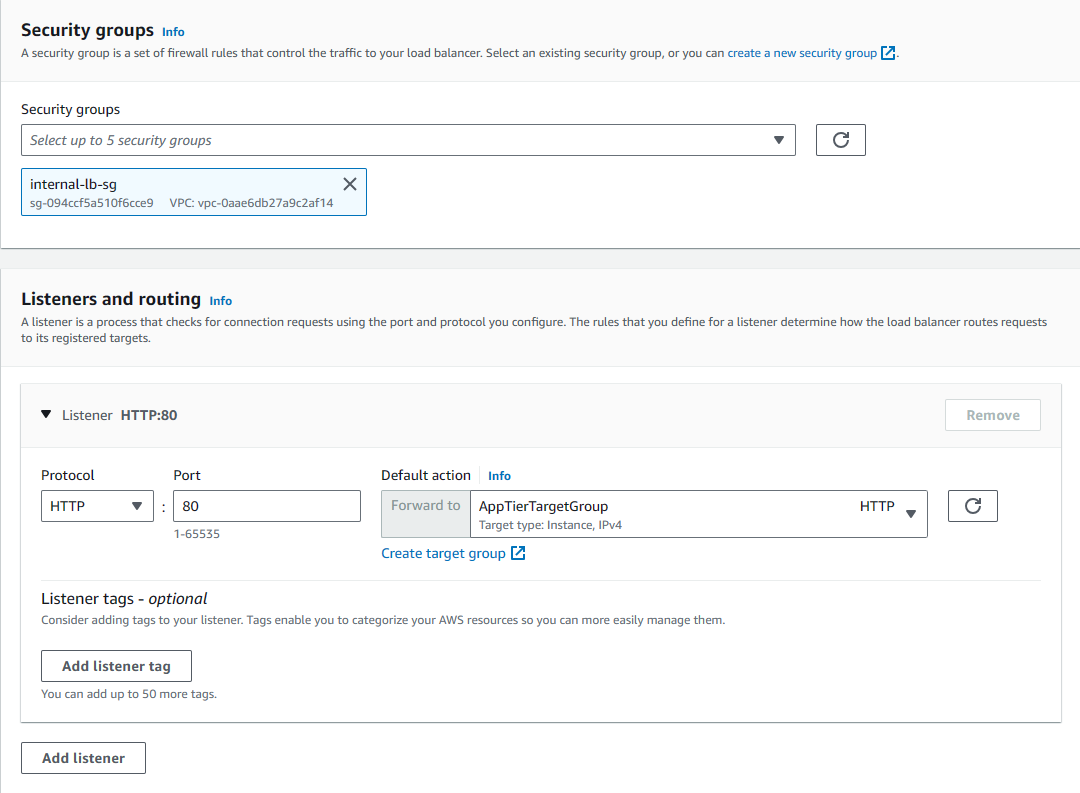 Security groups Info
A security group is a set of firewall rules that control the traffic to your load balancer. Select an existing security group, or you can create a new security group .
Security groups
Select up to 5 security groups
internal-lb-sg
sg-094ccf5a510f6cce9 VPC: vpc-0aae6db27a9c2af14
Listeners and routing Info
A listener is a process that checks for connection requests using the port and protocol you configure. The rules that you define for a listener determine how the load balancer routes requests
to its registered targets.
Listener HTTP:80
Remove
Protocol Port Default action Info
HTTP : 80 Forward to AppTierTargetGroup HTTP
Target type: Instance, IPv4
1-65535
Create target group
Listener tags - optional
Consider adding tags to your listener. Tags enable you to categorize your AWS resources so you can more easily manage them.
Add listener tag
You can add up to 50 more tags.
Add listener